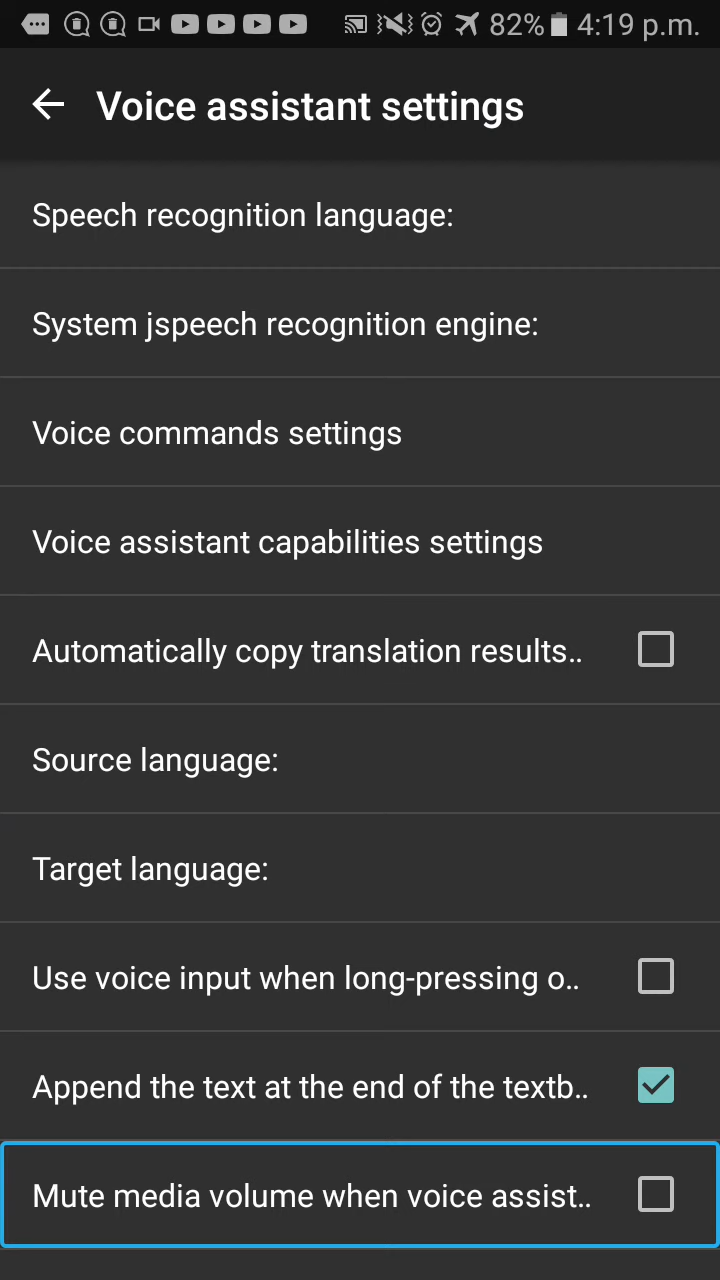 82% 4:19 p.m.
Voice assistant settings
Speech recognition language:
System jspeech recognition engine:
Voice commands settings
Voice assistant capabilities settings
Automatically copy translation results..
Source language:
Target language:
Use voice input when long-pressing o..
Append the text at the end of the textb..
Mute media volume when voice assist..